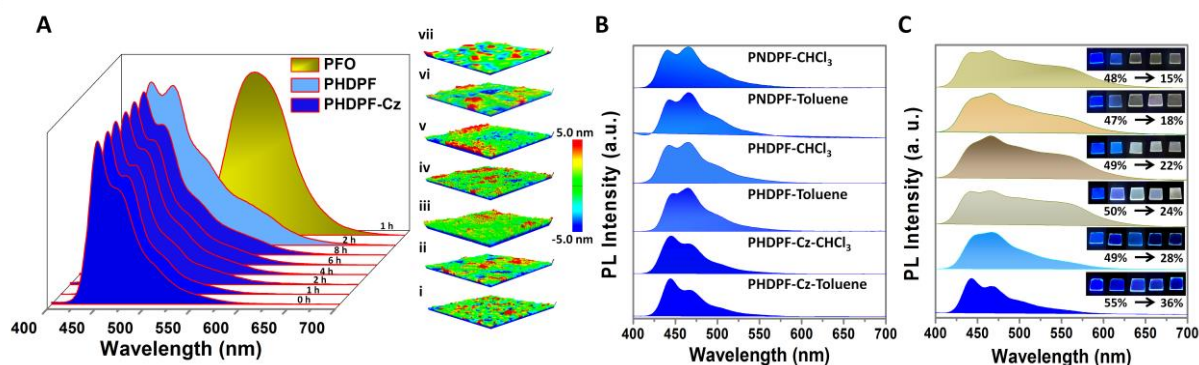 A
PFO
PHDPF
PHDPF-Cz
1 h
2 h
8 h
6 h
4 h
2 h
1 h
0 h
400 450 500 550 600 650 700
Wavelength (nm)
vii
vi
v
iv
iii
ii
i
5.0 nm
-5.0 nm
B
PL Intensity (a.u.)
PNDPF-CHCl₃
PNDPF-Toluene
PHDPF-CHCl₃
PHDPF-Toluene
PHDPF-Cz-CHCl₃
PHDPF-Cz-Toluene
400 450 500 550 600 650 700
Wavelength (nm)
C
PL Intensity (a. u.)
48% → 15%
47% → 18%
49% → 22%
50% → 24%
49% → 28%
55% → 36%
400 450 500 550 600 650 700
Wavelength (nm)